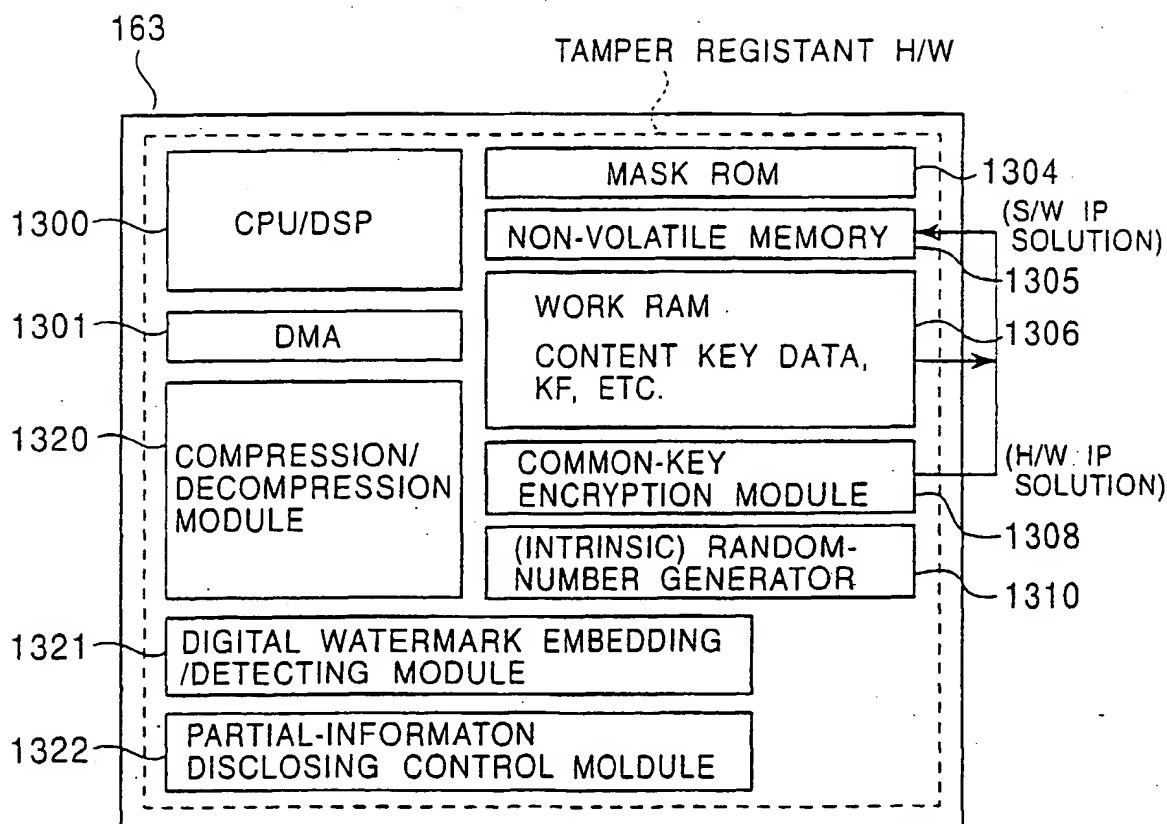 163
TAMPER REGISTANT H/W
1300
CPU/DSP
MASK ROM
1304
NON-VOLATILE MEMORY
(S/W IP
SOLUTION)
1305
1301
DMA
WORK RAM
CONTENT KEY DATA,
KF, ETC.
1306
1320
COMPRESSION/
DECOMPRESSION
MODULE
COMMON-KEY
ENCRYPTION MODULE
(H/W IP
SOLUTION)
1308
(INTRINSIC) RANDOM-
NUMBER GENERATOR
1310
1321
DIGITAL WATERMARK EMBEDDING
/DETECTING MODULE
1322
PARTIAL-INFORMATON
DISCLOSING CONTROL MOLDULE